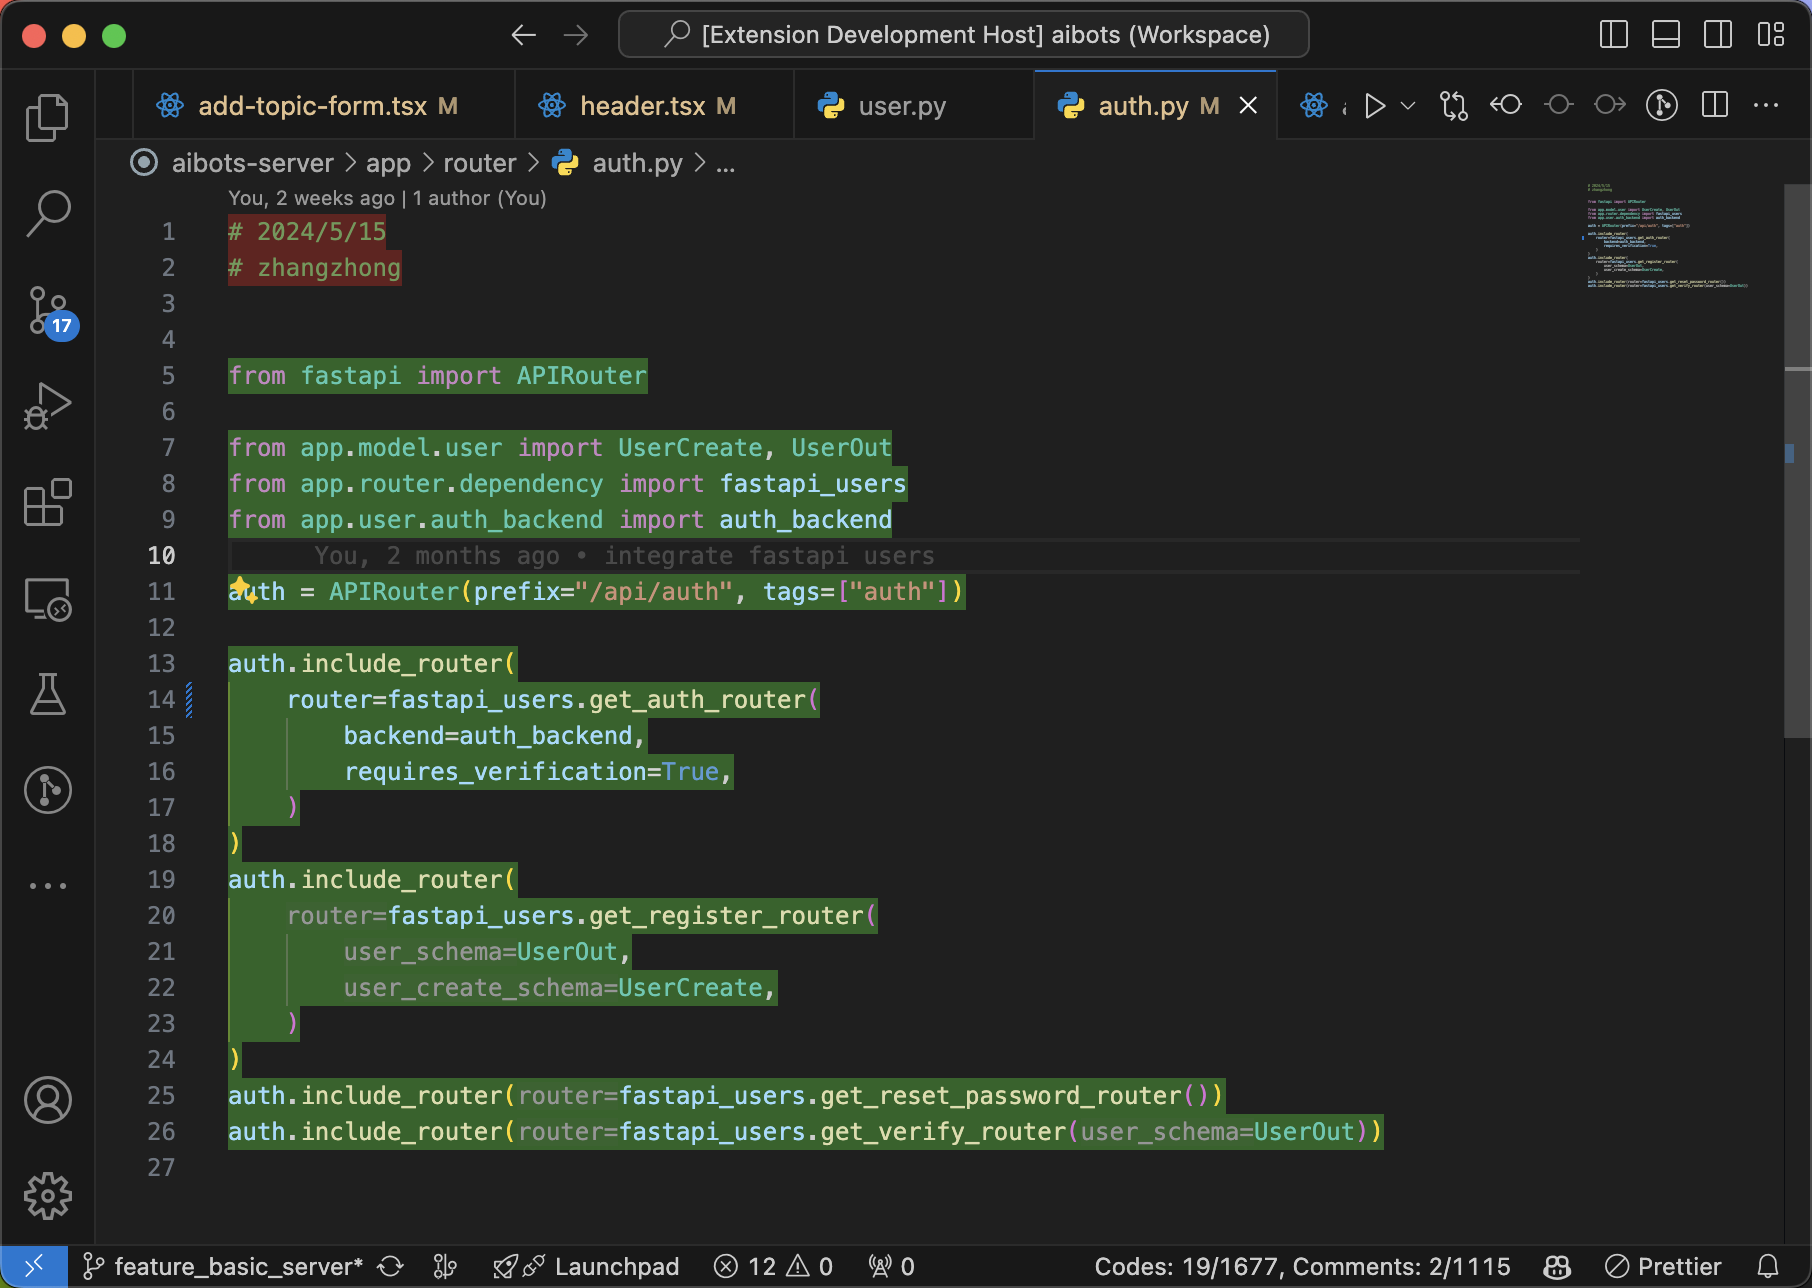 [Extension Development Host] aibots (Workspace)
add-topic-form.tsx M
header.tsx M
user.py
auth.py M
aibots-server > app > router > auth.py > ...
You, 2 weeks ago | 1 author (You)
1 # 2024/5/15
2 # zhangzhong
3
4
5 from fastapi import APIRouter
6
7 from app.model.user import UserCreate, UserOut
8 from app.router.dependency import fastapi_users
9 from app.user.auth_backend import auth_backend
10 You, 2 months ago • integrate fastapi users
11 auth = APIRouter(prefix="/api/auth", tags=["auth"])
12
13 auth.include_router(
14     router=fastapi_users.get_auth_router(
15         backend=auth_backend,
16         requires_verification=True,
17     )
18 )
19 auth.include_router(
20     router=fastapi_users.get_register_router(
21         user_schema=UserOut,
22         user_create_schema=UserCreate,
23     )
24 )
25 auth.include_router(router=fastapi_users.get_reset_password_router())
26 auth.include_router(router=fastapi_users.get_verify_router(user_schema=UserOut))
27
17
feature_basic_server* Launchpad 12 0 0 Codes: 19/1677, Comments: 2/1115 Prettier